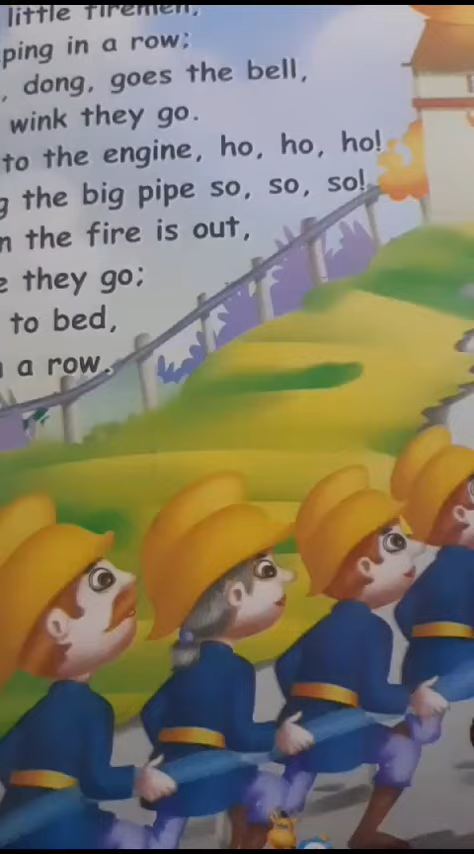 little firemen,
ping in a row;
, dong, goes the bell,
wink they go.
to the engine, ho, ho, ho!
g the big pipe so, so, so!
n the fire is out,
e they go;
to bed,
a row.